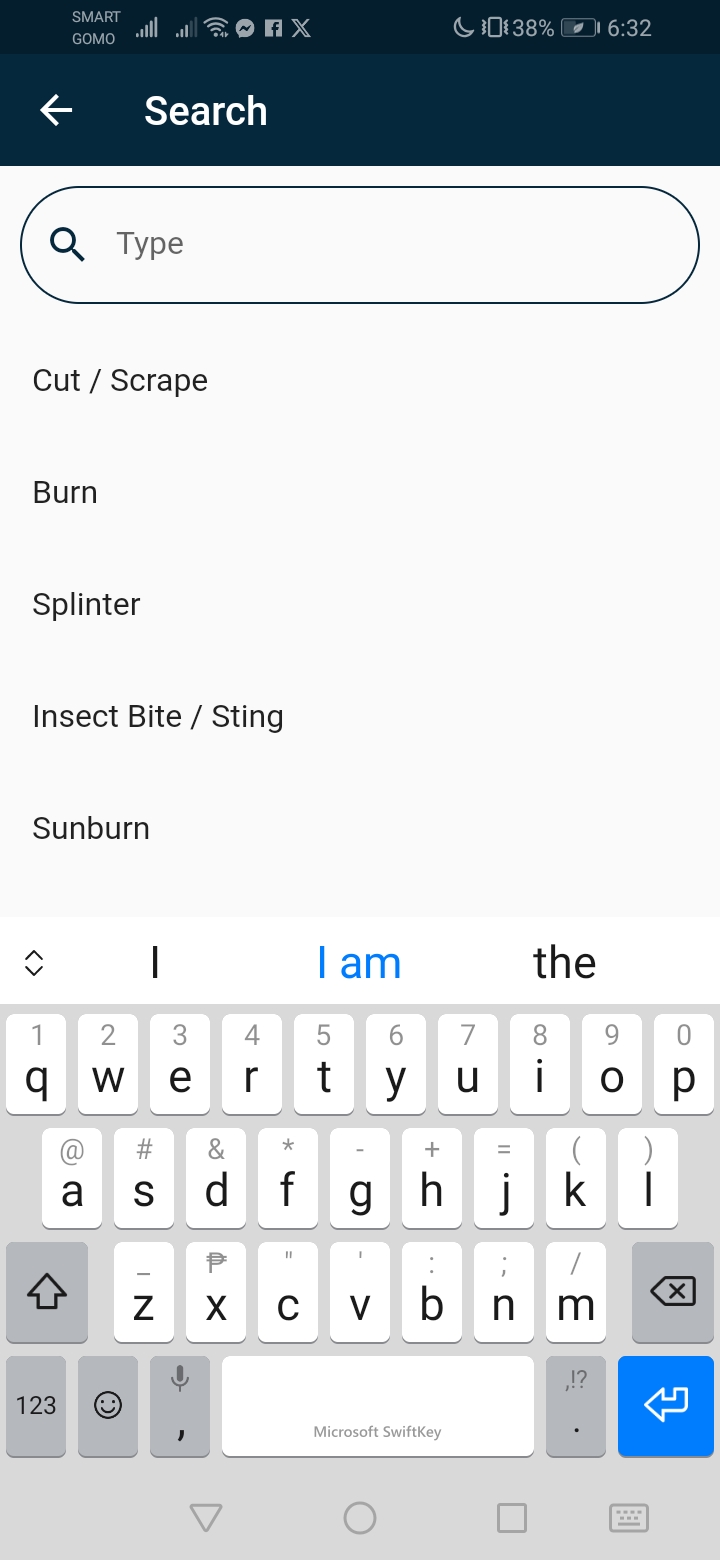 SMART
GOMO
38% 6:32
Search
Type
Cut / Scrape
Burn
Splinter
Insect Bite / Sting
Sunburn
I I am the
1 2 3 4 5 6 7 8 9 0
q w e r t y u i o p
@ # & * - + = ( )
a s d f g h j k l
_ ₱ " ' : ; /
z x c v b n m
,!?
123 , Microsoft SwiftKey .